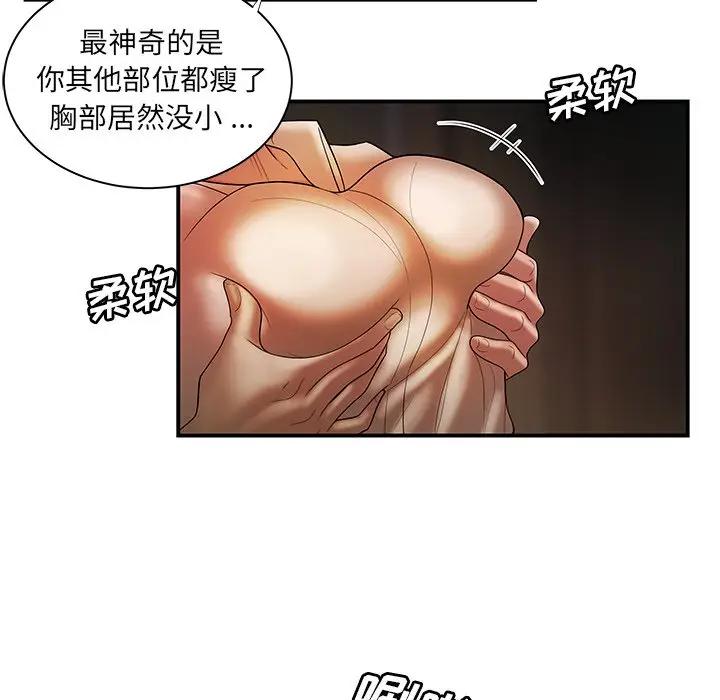 最神奇的是
你其他部位都瘦了
胸部居然没小 ...
柔软
柔软